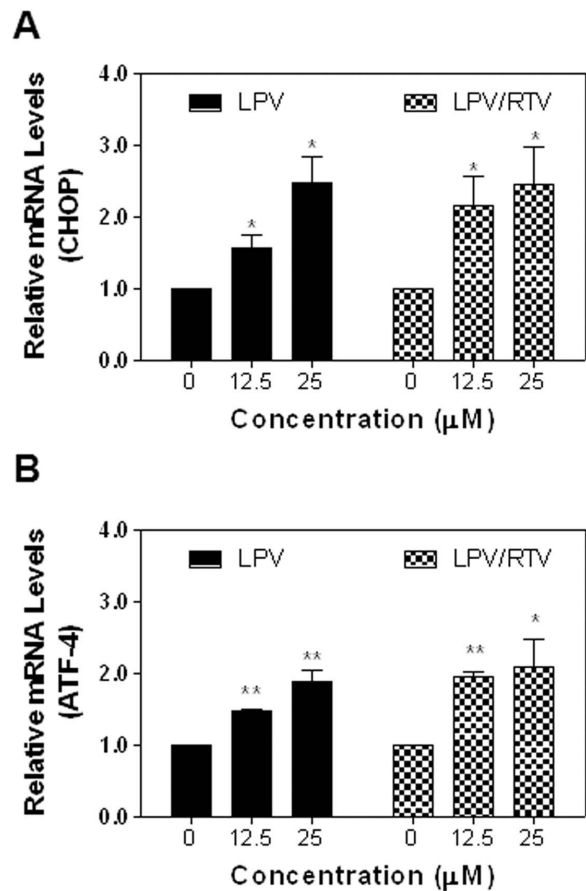 A
Relative mRNA Levels
(CHOP)
4.0
3.0
2.0
1.0
0.0
LPV
LPV/RTV
*
*
*
*
0 12.5 25 0 12.5 25
Concentration (μM)
B
Relative mRNA Levels
(ATF-4)
4.0
3.0
2.0
1.0
0.0
LPV
LPV/RTV
**
**
**
*
0 12.5 25 0 12.5 25
Concentration (μM)